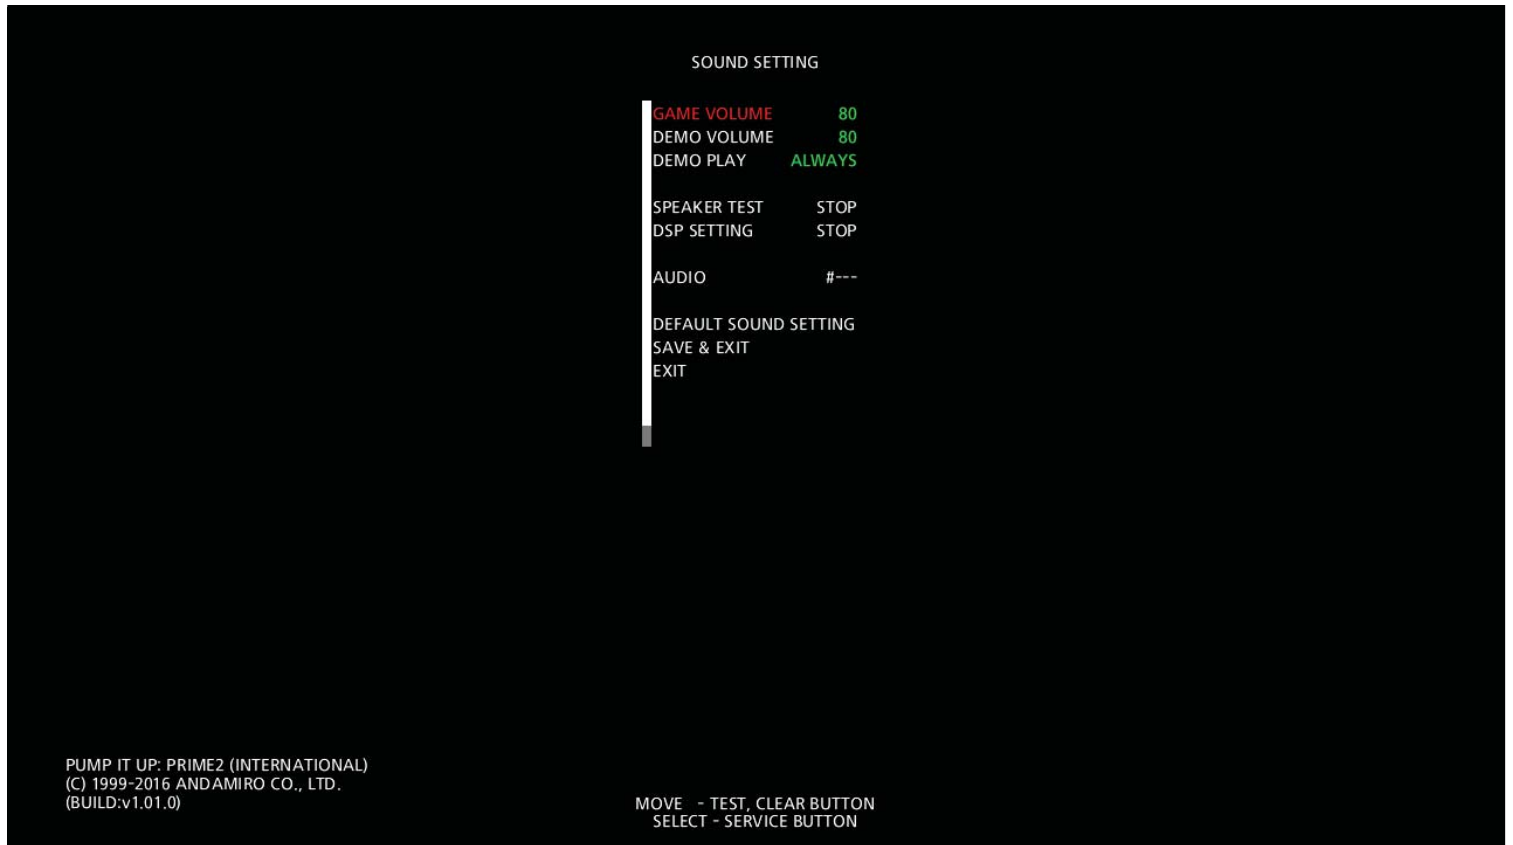 SOUND SETTING
GAME VOLUME 80
DEMO VOLUME 80
DEMO PLAY ALWAYS
SPEAKER TEST STOP
DSP SETTING STOP
AUDIO #---
DEFAULT SOUND SETTING
SAVE & EXIT
EXIT
PUMP IT UP: PRIME2 (INTERNATIONAL)
(C) 1999-2016 ANDAMIRO CO., LTD.
(BUILD:v1.01.0)
MOVE - TEST, CLEAR BUTTON
SELECT - SERVICE BUTTON